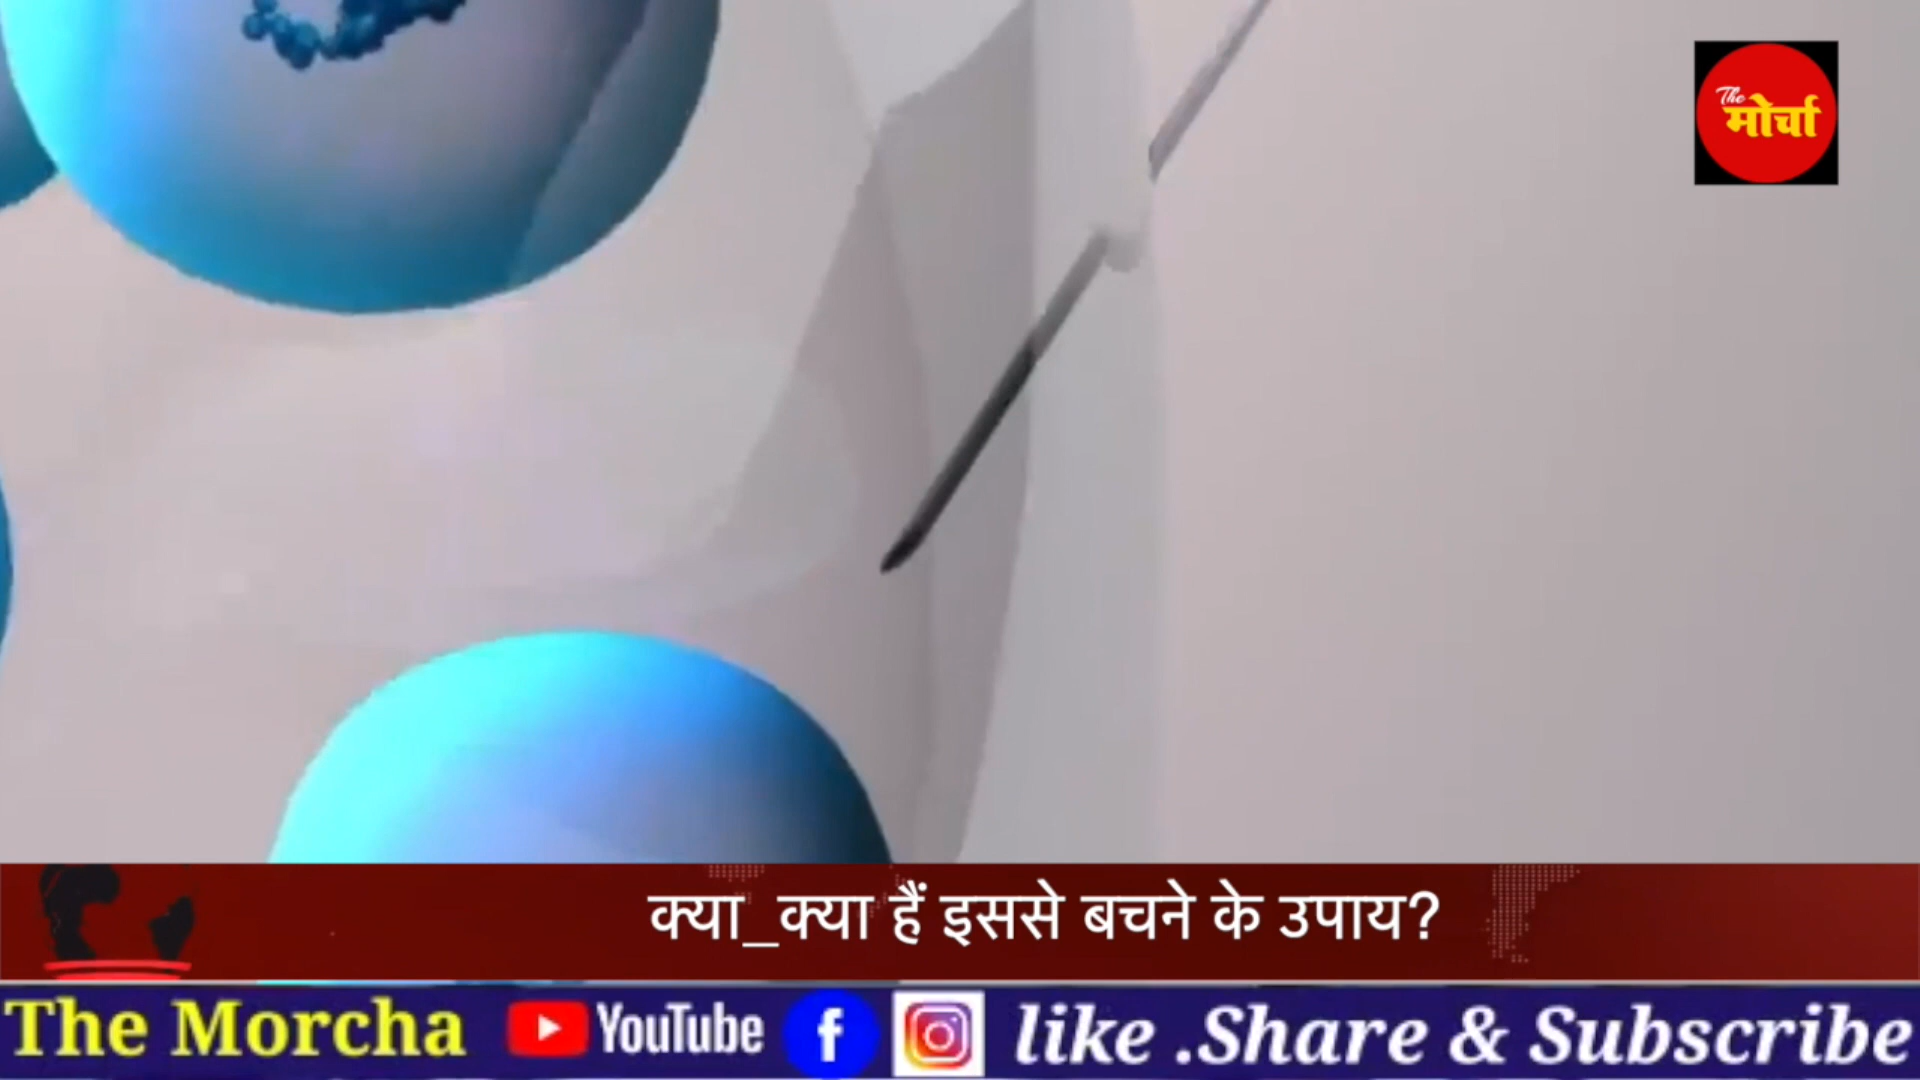 The
मोर्चा
क्या_क्या हैं इससे बचने के उपाय?
The Morcha YouTube f like .Share & Subscribe